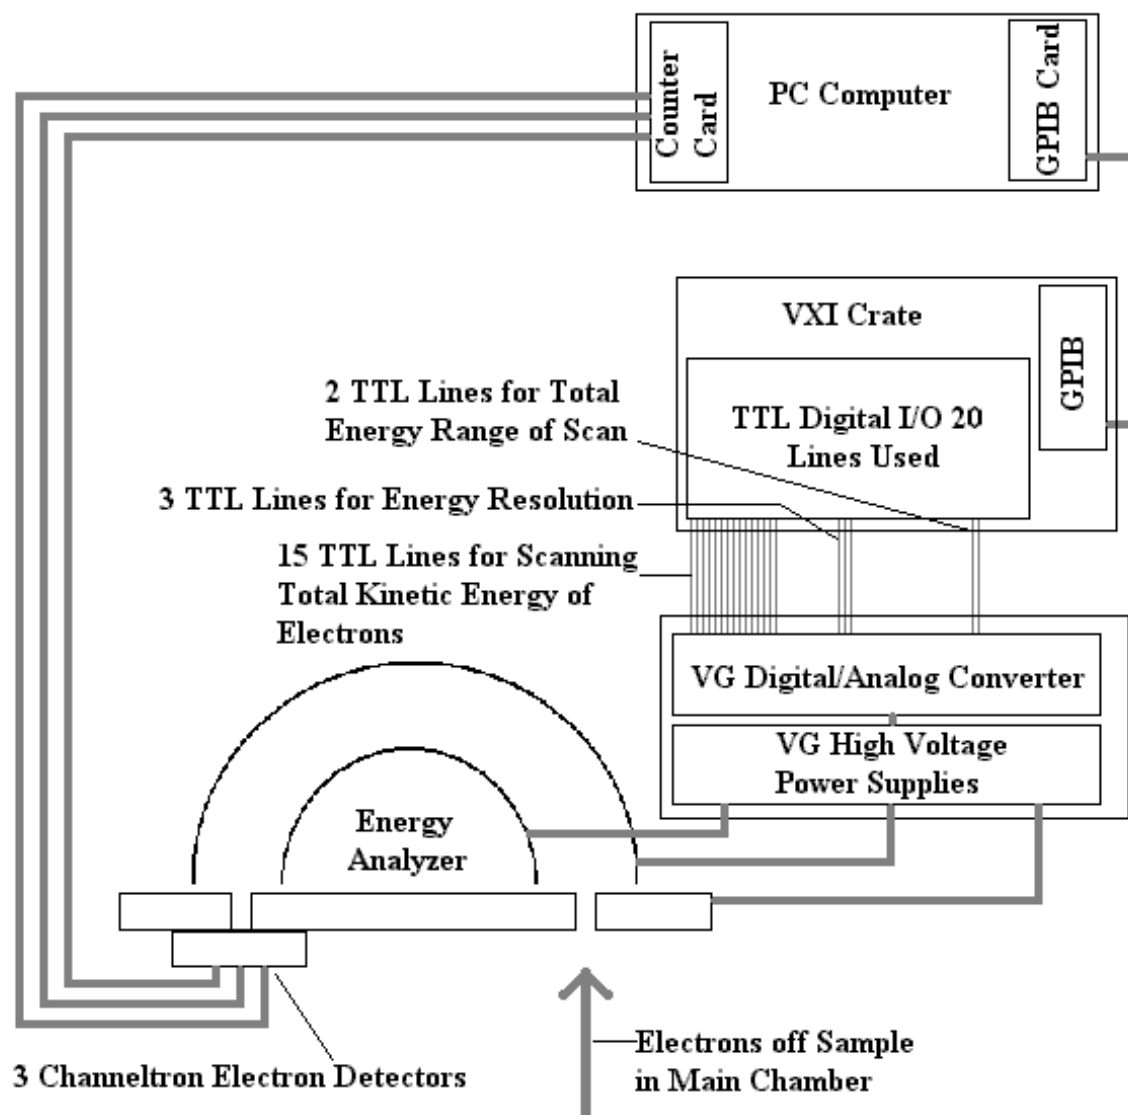 Counter
Card
PC Computer
GPIB Card
VXI Crate
GPIB
TTL Digital I/O 20
Lines Used
2 TTL Lines for Total
Energy Range of Scan
3 TTL Lines for Energy Resolution
15 TTL Lines for Scanning
Total Kinetic Energy of
Electrons
VG Digital/Analog Converter
VG High Voltage
Power Supplies
Energy
Analyzer
Electrons off Sample
in Main Chamber
3 Channeltron Electron Detectors